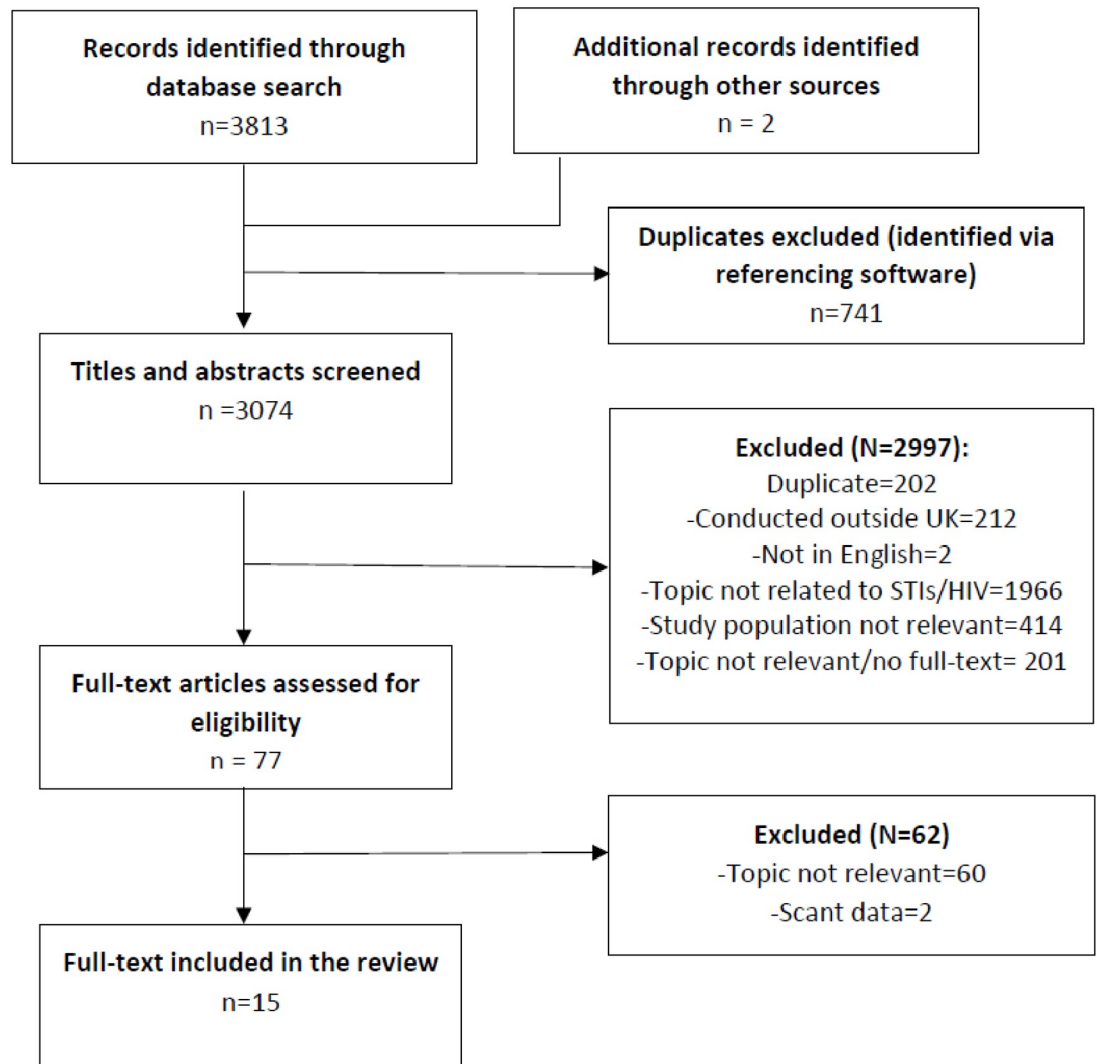 Records identified through
database search
n=3813
Additional records identified
through other sources
n = 2
Duplicates excluded (identified via
referencing software)
n=741
Titles and abstracts screened
n =3074
Excluded (N=2997):
Duplicate=202
-Conducted outside UK=212
-Not in English=2
-Topic not related to STIs/HIV=1966
-Study population not relevant=414
-Topic not relevant/no full-text= 201
Full-text articles assessed for
eligibility
n = 77
Excluded (N=62)
-Topic not relevant=60
-Scant data=2
Full-text included in the review
n=15